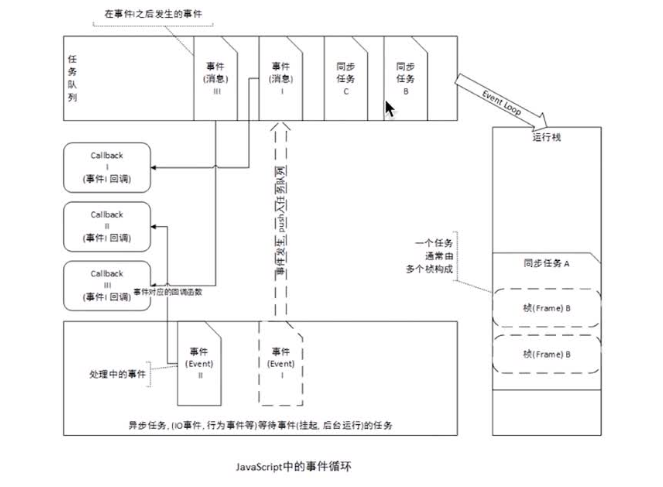 在事件I之后发生的事件
任务队列
事件
(消息)
III
事件
(消息)
I
同步
任务
C
同步
任务
B
Event Loop
运行栈
Callback
I
(事件I 回调)
Callback
II
(事件I 回调)
Callback
III
(事件I 回调)
事件对应的回调函数
事件发生, push入任务队列
一个任务
通常由
多个帧构成
同步任务 A
帧(Frame) B
帧(Frame) B
处理中的事件
事件
(Event)
II
事件
(Event)
I
异步任务, (IO事件, 行为事件等)等待事件(挂起, 后台运行)的任务
JavaScript中的事件循环